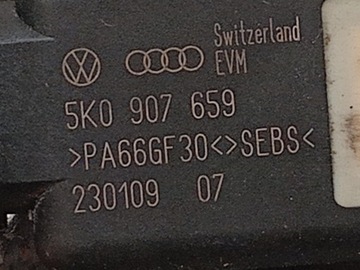 Switzerland
EVM
5K0 907 659
>PA66GF30<>SEBS<
230109 07